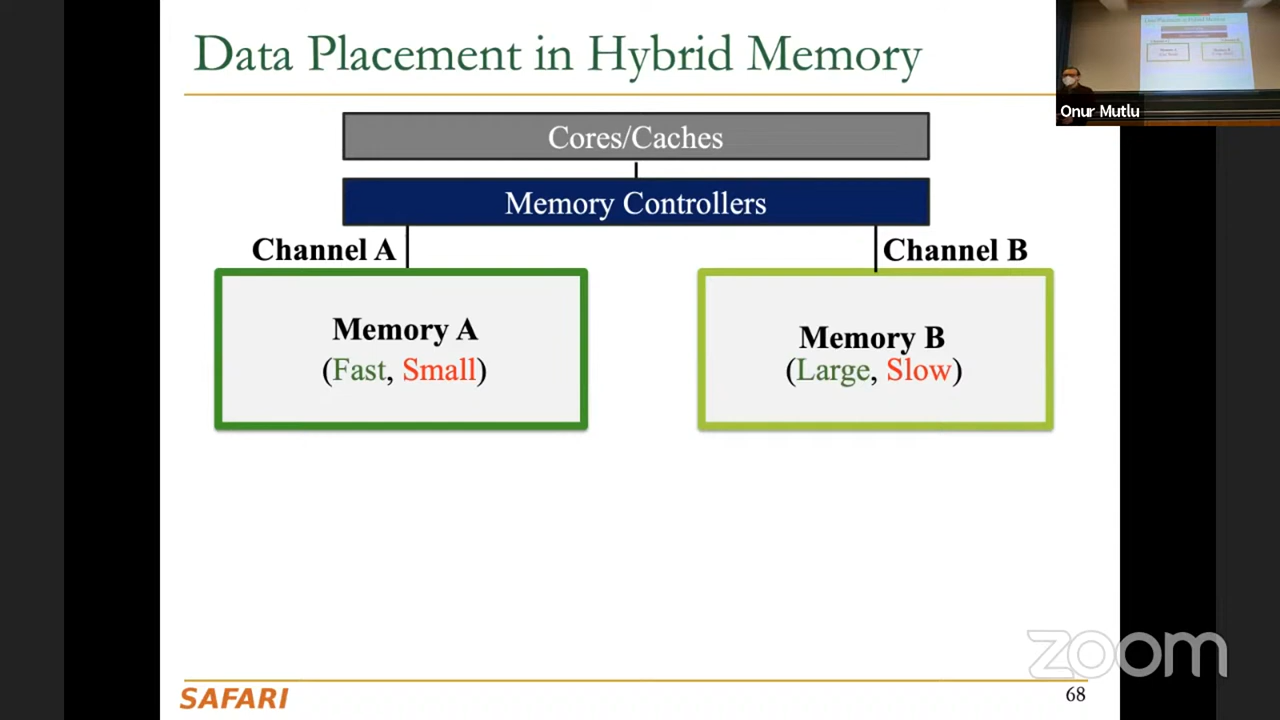 Data Placement in Hybrid Memory
Onur Mutlu
Cores/Caches
Memory Controllers
Channel A
Channel B
Memory A
(Fast, Small)
Memory B
(Large, Slow)
zoom
SAFARI
68